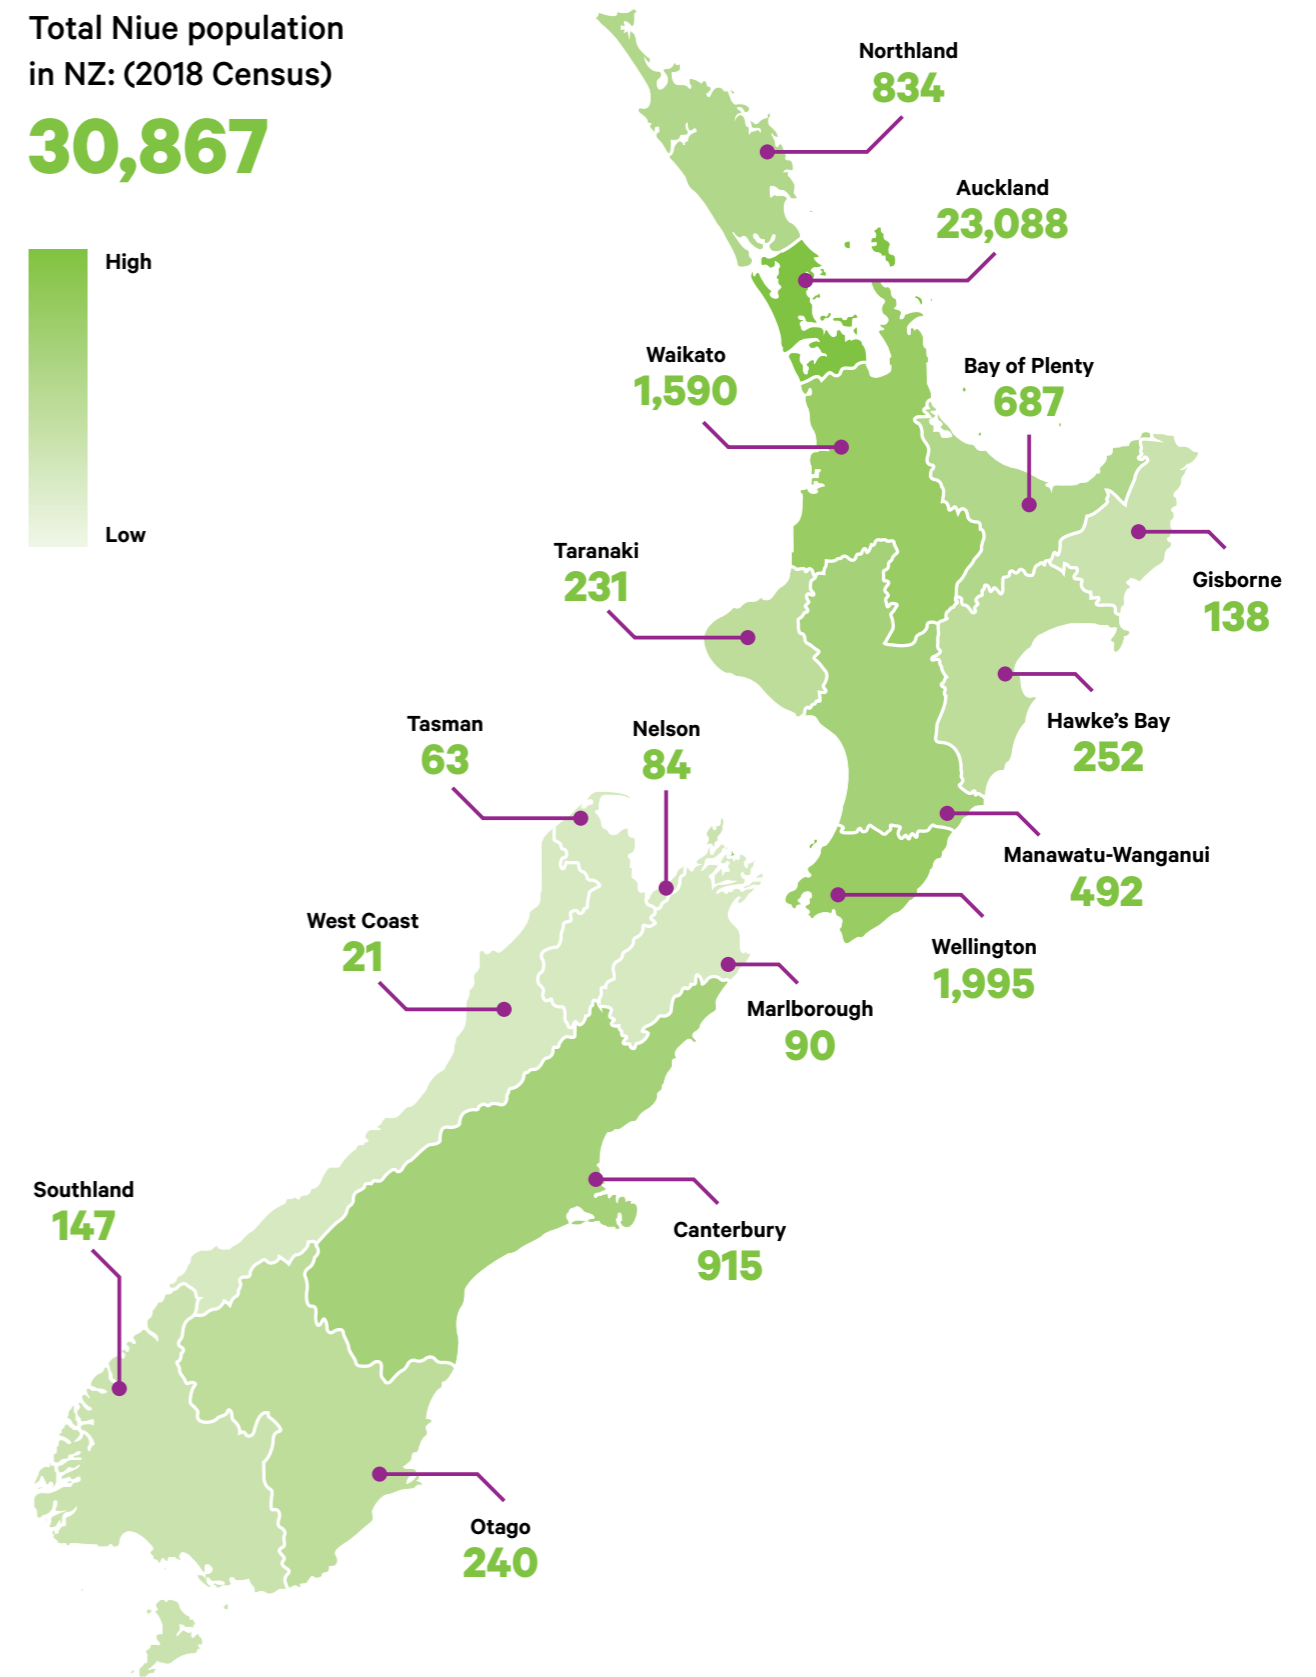 Total Niue population
in NZ: (2018 Census)
30,867
High
Low
Northland
834
Auckland
23,088
Waikato
1,590
Bay of Plenty
687
Taranaki
231
Gisborne
138
Hawke’s Bay
252
Tasman
63
Nelson
84
Manawatu-Wanganui
492
West Coast
21
Wellington
1,995
Marlborough
90
Southland
147
Canterbury
915
Otago
240